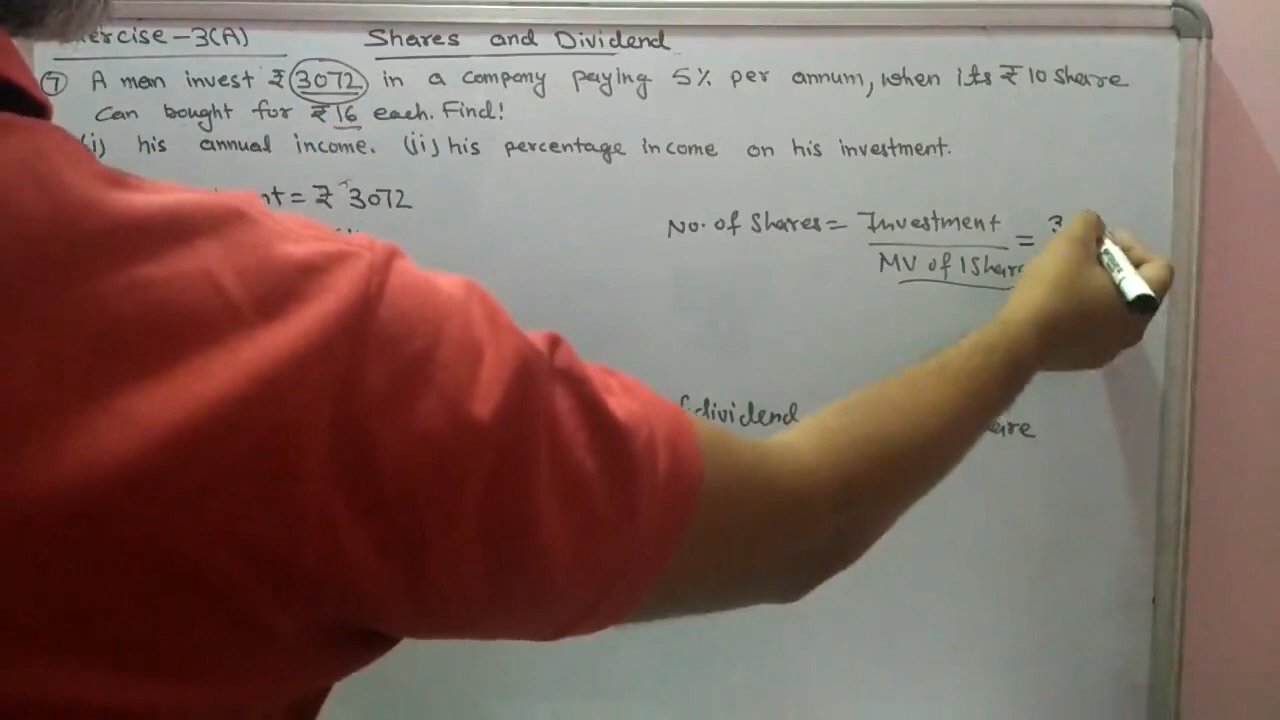 ercise-3(A) Shares and Dividend
7 A man invest ₹ 3072 in a company paying 5% per annum, when its ₹10 share
can bought for ₹16 each. Find!
(i) his annual income. (ii) his percentage income on his investment.
nt = ₹ 3072
No. of Shares = Investment / MV of 1 Share = 3
dividend
are